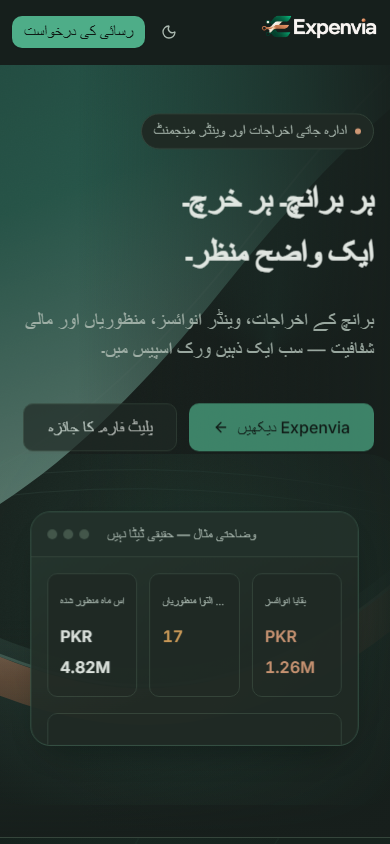 Expenvia
رسائی کی درخواست
ادارہ جاتی اخراجات اور وینڈر مینجمنٹ
ہر برانچ۔ ہر خرچ۔
ایک واضح منظر۔
برانچ کے اخراجات، وینڈر انوائسز، منظوریاں اور مالی
شفافیت — سب ایک ذہین ورک اسپیس میں۔
Expenvia دیکھیں ←
پلیٹ فارم کا جائزہ
وضاحتی مثال — حقیقی ڈیٹا نہیں
بقایا انوائسز
PKR
1.26M
التوا منظوریاں ...
17
اس ماہ منظور شدہ
PKR
4.82M